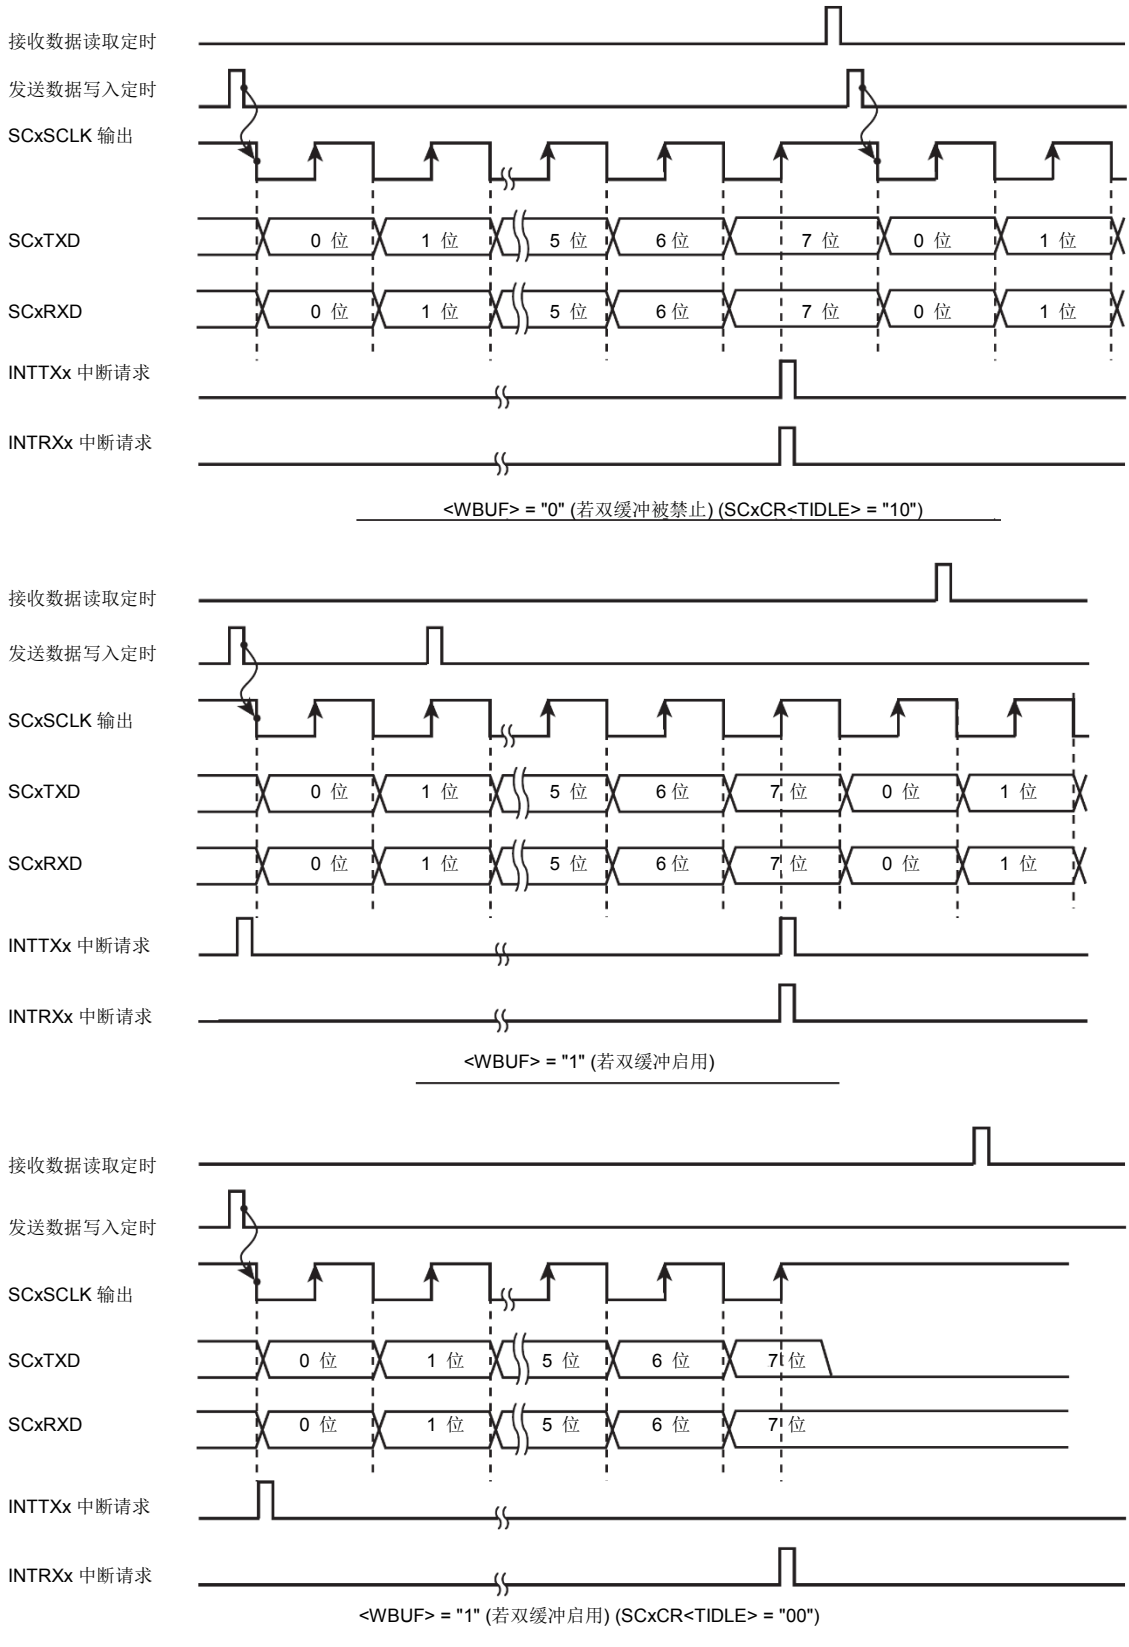 接收数据读取定时
发送数据写入定时
SCxSCLK 输出
SCxTXD 0 位 1 位 5 位 6位 7 位 0 位 1 位
SCxRXD 0 位 1 位 5 位 6位 7 位 0 位 1 位
INTTXx 中断请求
INTRXx 中断请求
<WBUF> = "0" (若双缓冲被禁止) (SCxCR<TIDLE> = "10")
接收数据读取定时
发送数据写入定时
SCxSCLK 输出
SCxTXD 0 位 1 位 5 位 6位 7 位 0 位 1 位
SCxRXD 0 位 1 位 5 位 6位 7 位 0 位 1 位
INTTXx 中断请求
INTRXx 中断请求
<WBUF> = "1" (若双缓冲启用)
接收数据读取定时
发送数据写入定时
SCxSCLK 输出
SCxTXD 0 位 1 位 5 位 6 位 7 位
SCxRXD 0 位 1 位 5 位 6 位 7 位
INTTXx 中断请求
INTRXx 中断请求
<WBUF> = "1" (若双缓冲启用) (SCxCR<TIDLE> = "00")